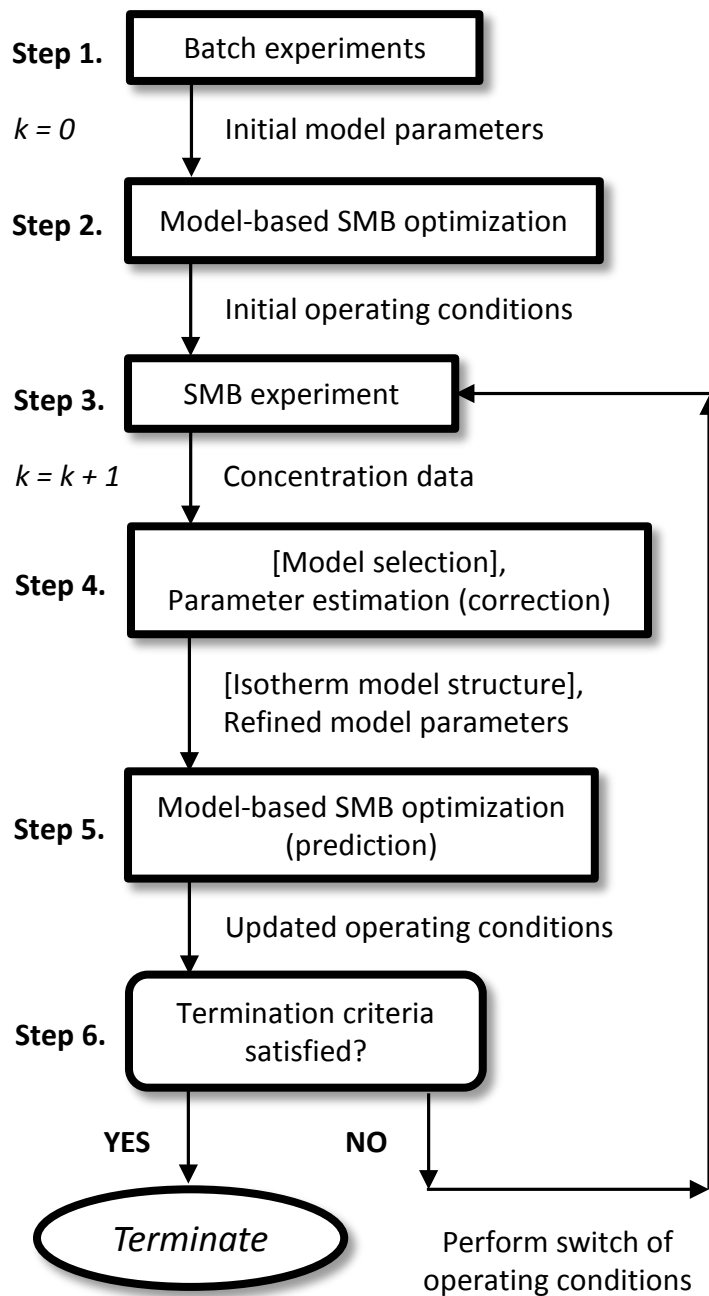 Step 1.
Batch experiments
k = 0
Initial model parameters
Step 2.
Model-based SMB optimization
Initial operating conditions
Step 3.
SMB experiment
k = k + 1
Concentration data
Step 4.
[Model selection],
Parameter estimation (correction)
[Isotherm model structure],
Refined model parameters
Step 5.
Model-based SMB optimization
(prediction)
Updated operating conditions
Step 6.
Termination criteria
satisfied?
YES
NO
Terminate
Perform switch of
operating conditions